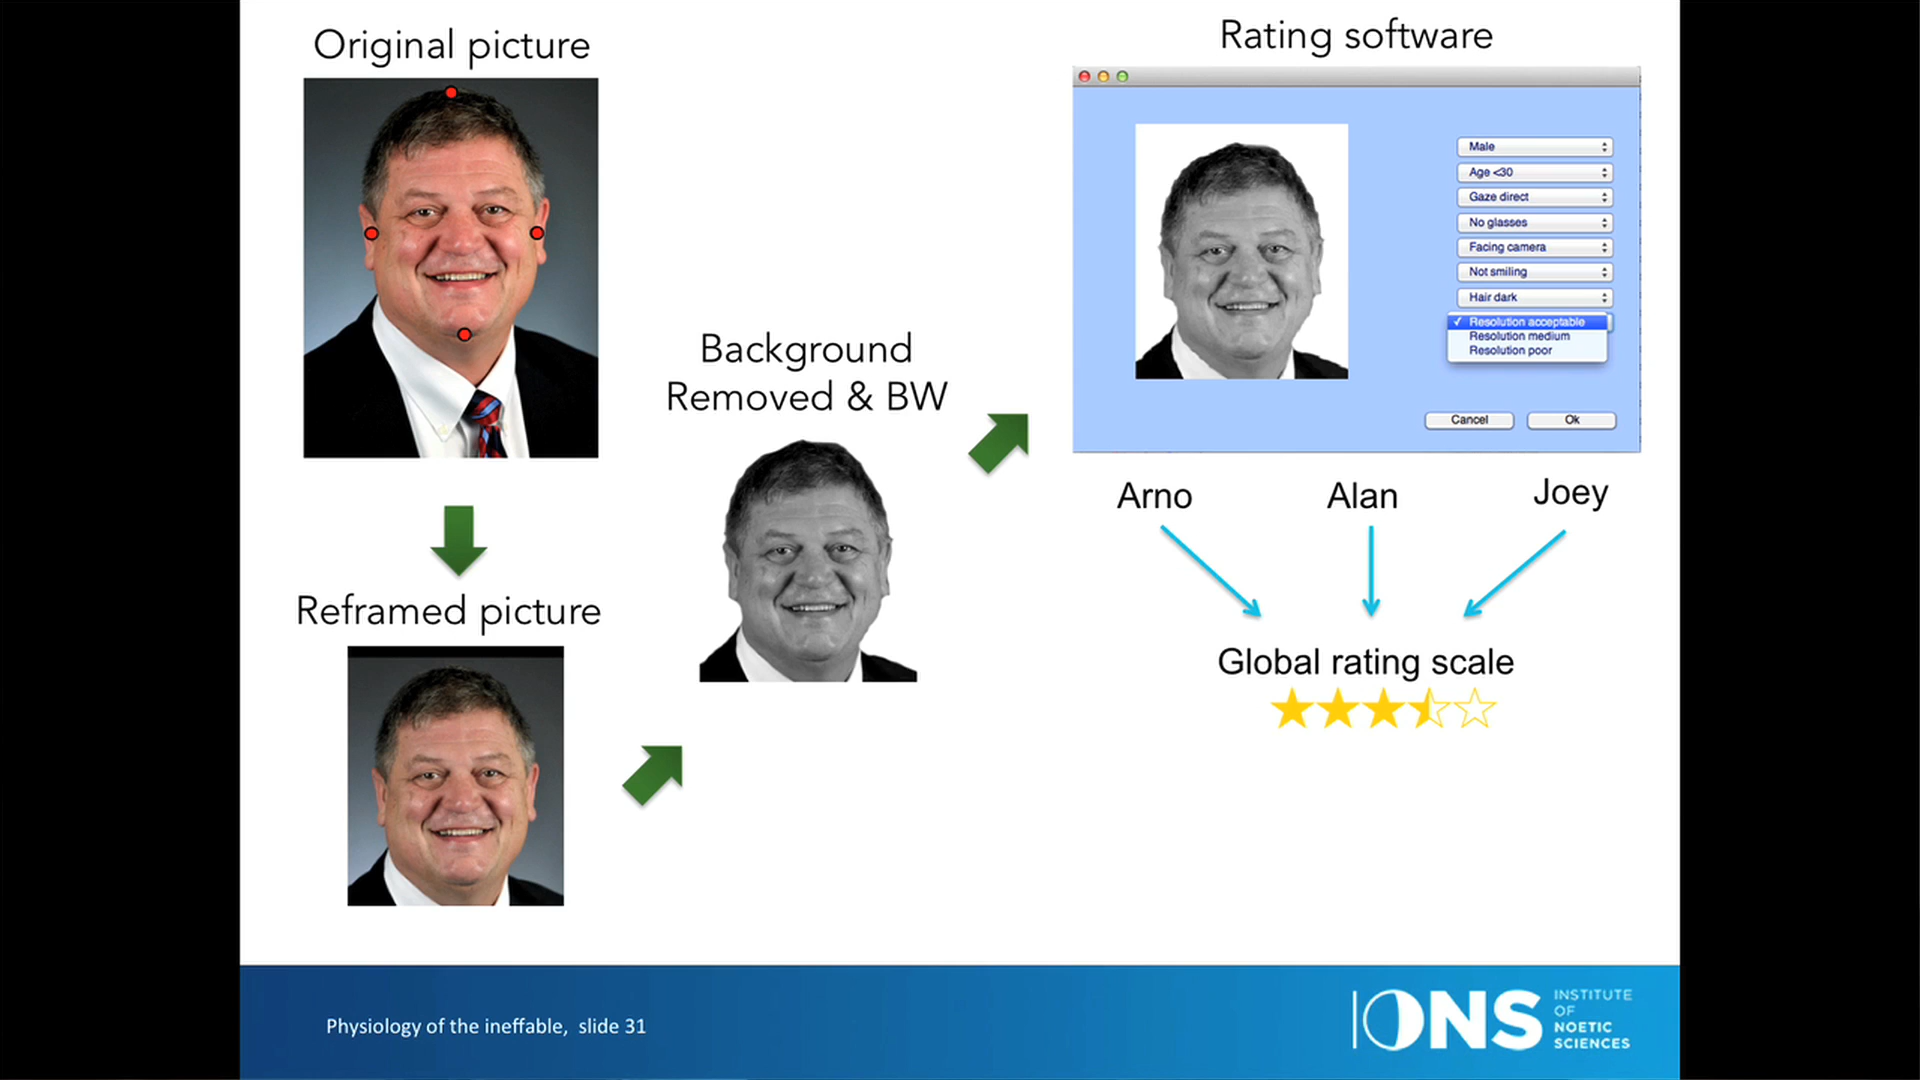 Original picture
Reframed picture
Background
Removed & BW
Rating software
Male
Age <30
Gaze direct
No glasses
Facing camera
Not smiling
Hair dark
✓ Resolution acceptable
Resolution medium
Resolution poor
Cancel
Ok
Arno
Alan
Joey
Global rating scale
Physiology of the ineffable, slide 31
IONS
INSTITUTE
OF
NOETIC
SCIENCES